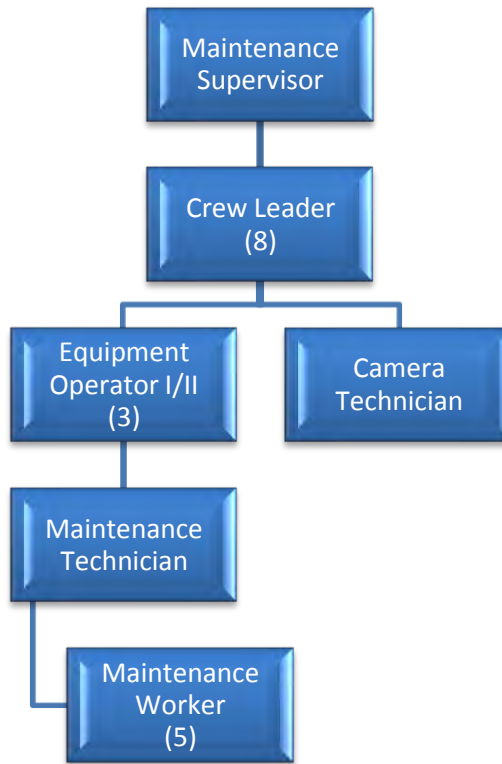 Maintenance
Supervisor
Crew Leader
(8)
Equipment
Operator I/II
(3)
Camera
Technician
Maintenance
Technician
Maintenance
Worker
(5)